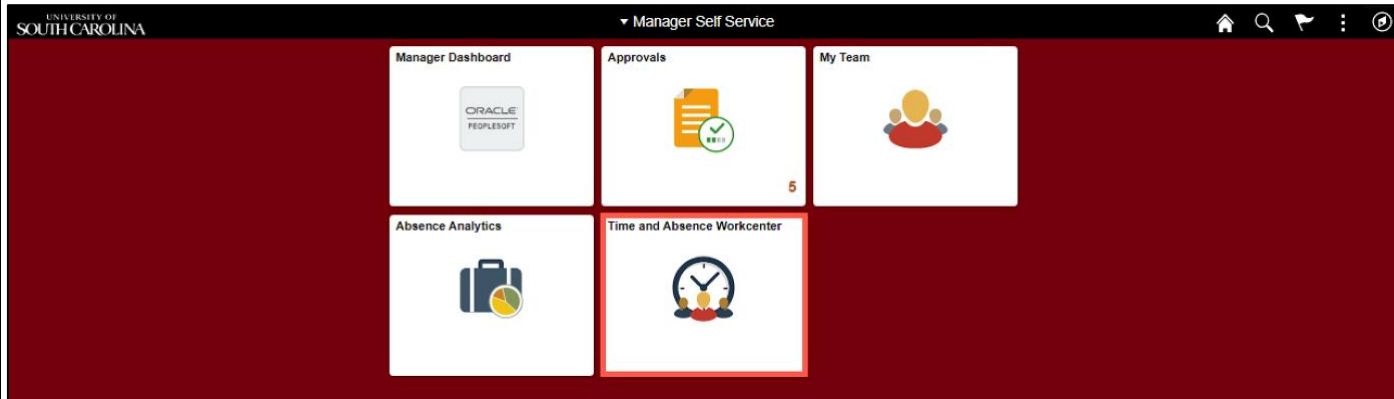 UNIVERSITY OF
SOUTH CAROLINA
Manager Self Service
Manager Dashboard
Approvals
My Team
ORACLE
PEOPLESOFT
5
Absence Analytics
Time and Absence Workcenter